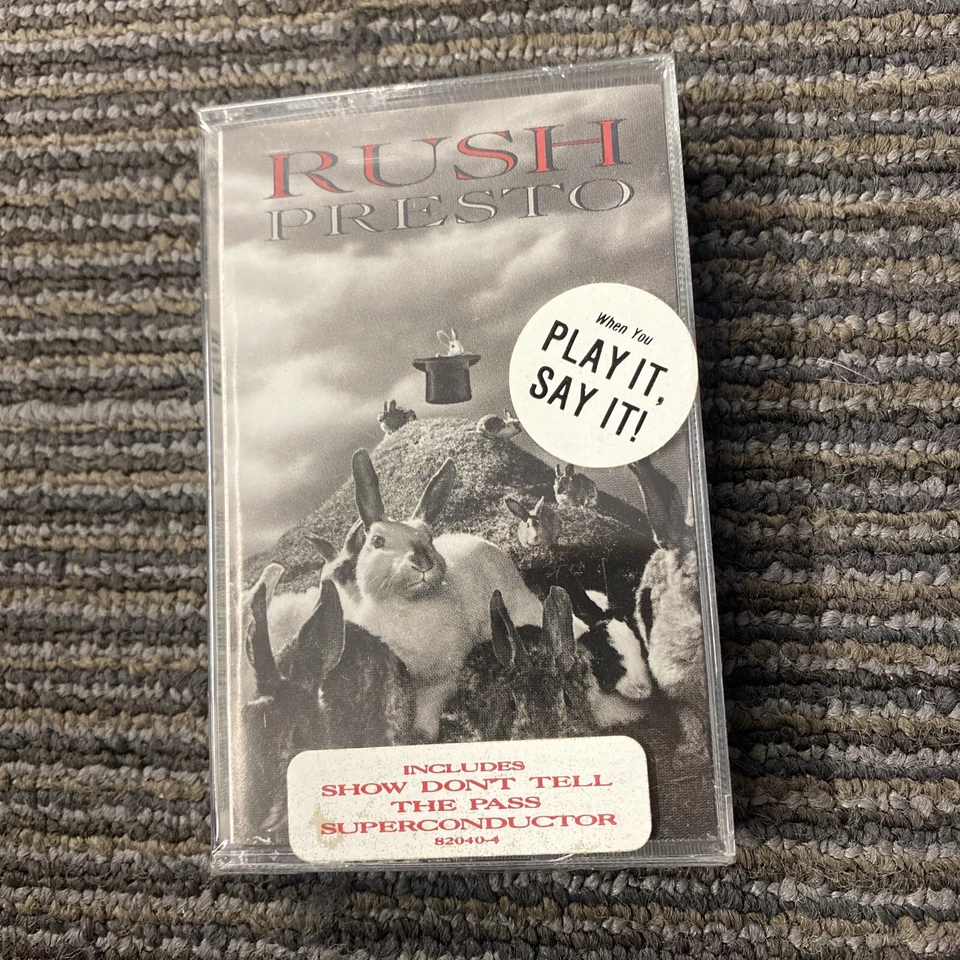 RUSH
PRESTO
When You
PLAY IT,
SAY IT!
INCLUDES
SHOW DON'T TELL
THE PASS
SUPERCONDUCTOR
82040-4